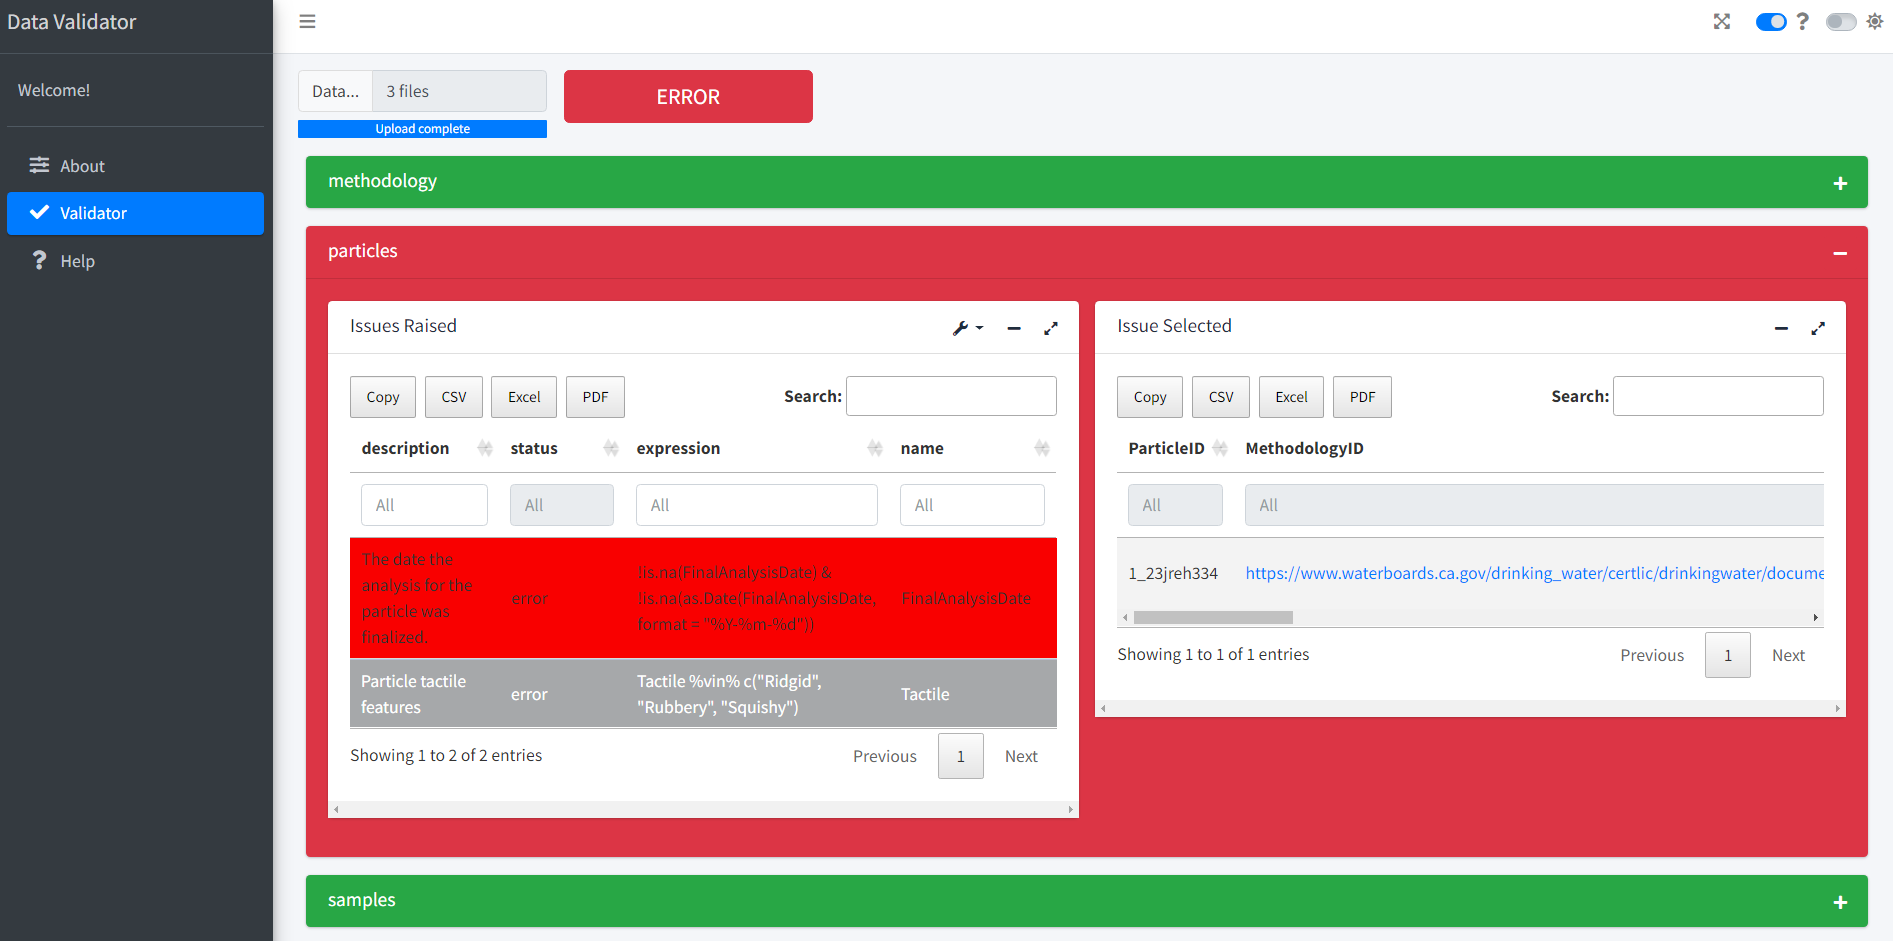 Data Validator
Welcome!
About
Validator
Help
Data...
3 files
Upload complete
ERROR
methodology
particles
Issues Raised
Copy
CSV
Excel
PDF
Search:
description
status
expression
name
All
All
All
All
The date the
analysis for the
particle was
finalized.
error
!is.na(FinalAnalysisDate) &
!is.na(as.Date(FinalAnalysisDate,
format = "%Y-%m-%d"))
FinalAnalysisDate
Particle tactile
features
error
Tactile %vin% c("Ridgid",
"Rubbery", "Squishy")
Tactile
Showing 1 to 2 of 2 entries
Previous
1
Next
Issue Selected
Copy
CSV
Excel
PDF
Search:
ParticleID
MethodologyID
All
All
1_23jreh334
https://www.waterboards.ca.gov/drinking_water/certlic/drinkingwater/docume
Showing 1 to 1 of 1 entries
Previous
1
Next
samples